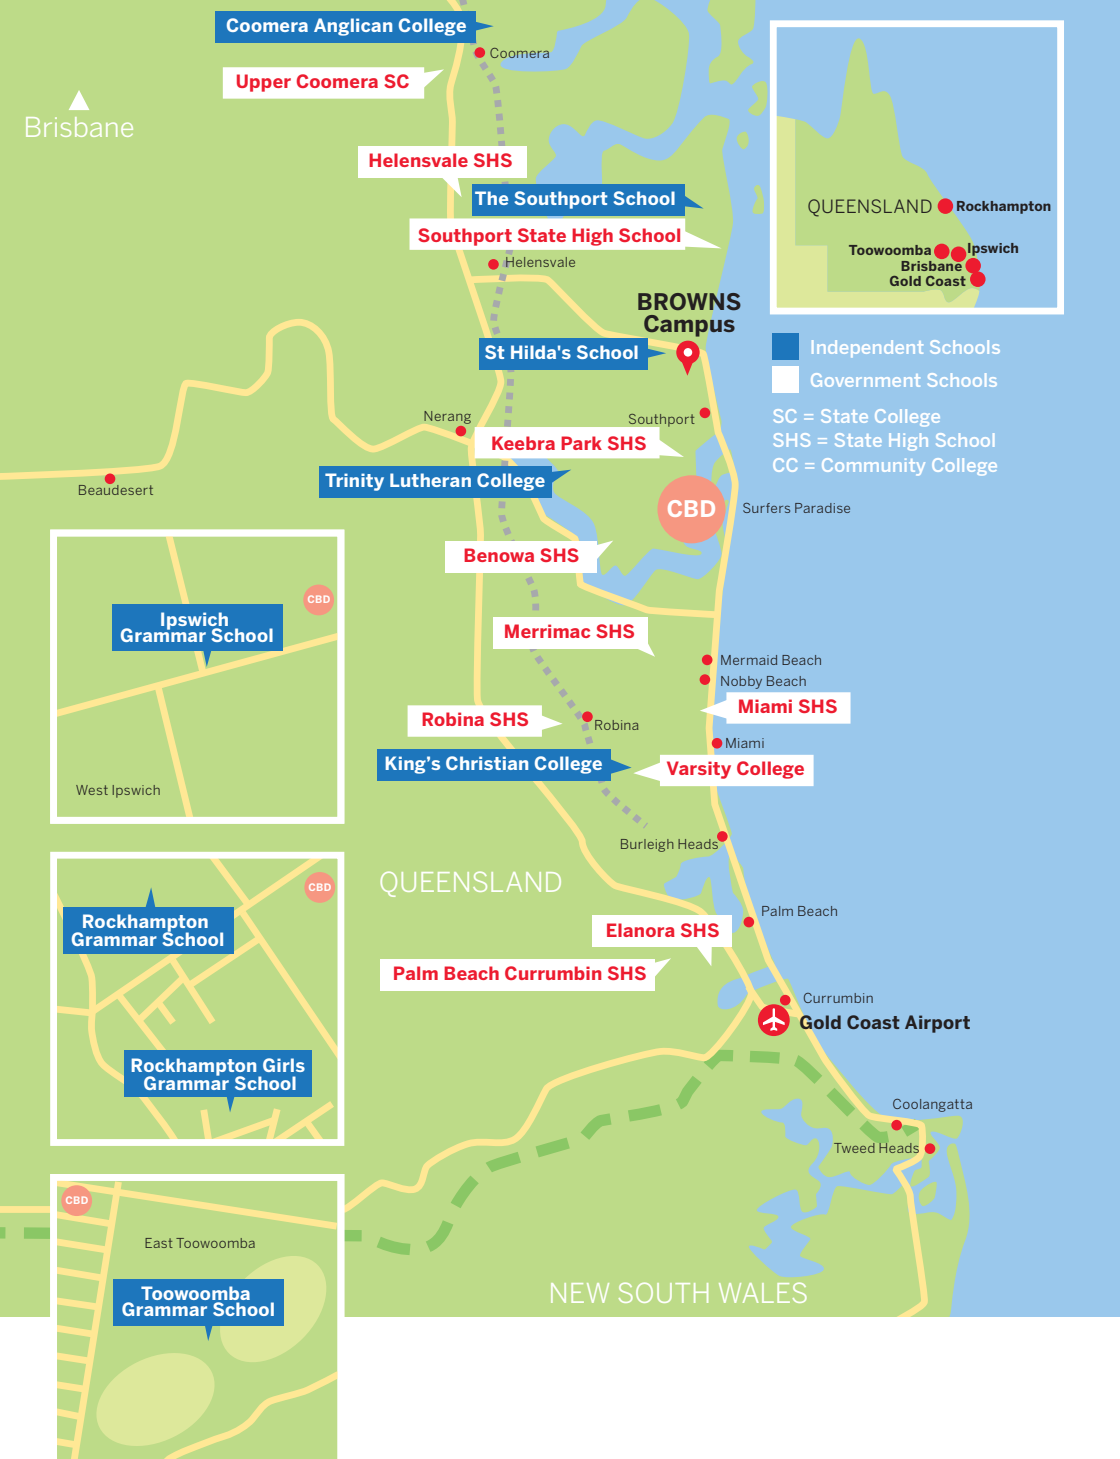 Coomera Anglican College
Coomera
Upper Coomera SC
Brisbane
Helensvale SHS
The Southport School
Southport State High School
Helensvale
QUEENSLAND
Rockhampton
Toowoomba
Ipswich
Brisbane
Gold Coast
BROWNS
Campus
St Hilda's School
Independent Schools
Government Schools
SC = State College
SHS = State High School
CC = Community College
Nerang
Southport
Keebra Park SHS
Trinity Lutheran College
Beaudesert
CBD
Surfers Paradise
Benowa SHS
CBD
Ipswich
Grammar School
West Ipswich
Merrimac SHS
Mermaid Beach
Nobby Beach
Miami SHS
Robina SHS
Robina
Miami
King's Christian College
Varsity College
Burleigh Heads
QUEENSLAND
CBD
Rockhampton
Grammar School
Rockhampton Girls
Grammar School
Palm Beach
Elanora SHS
Palm Beach Currumbin SHS
Currumbin
Gold Coast Airport
Coolangatta
Tweed Heads
CBD
East Toowoomba
Toowoomba
Grammar School
NEW SOUTH WALES